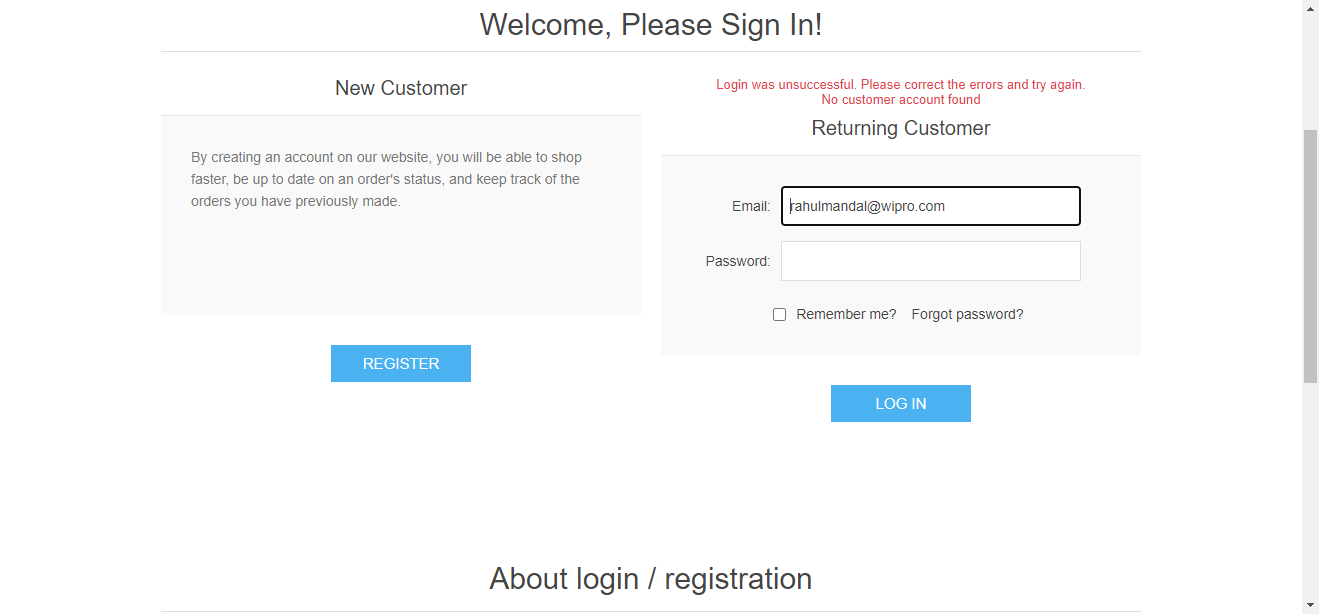 Welcome, Please Sign In!
New Customer
By creating an account on our website, you will be able to shop
faster, be up to date on an order's status, and keep track of the
orders you have previously made.
REGISTER
Login was unsuccessful. Please correct the errors and try again.
No customer account found
Returning Customer
Email: rahulmandal@wipro.com
Password:
Remember me? Forgot password?
LOG IN
About login / registration